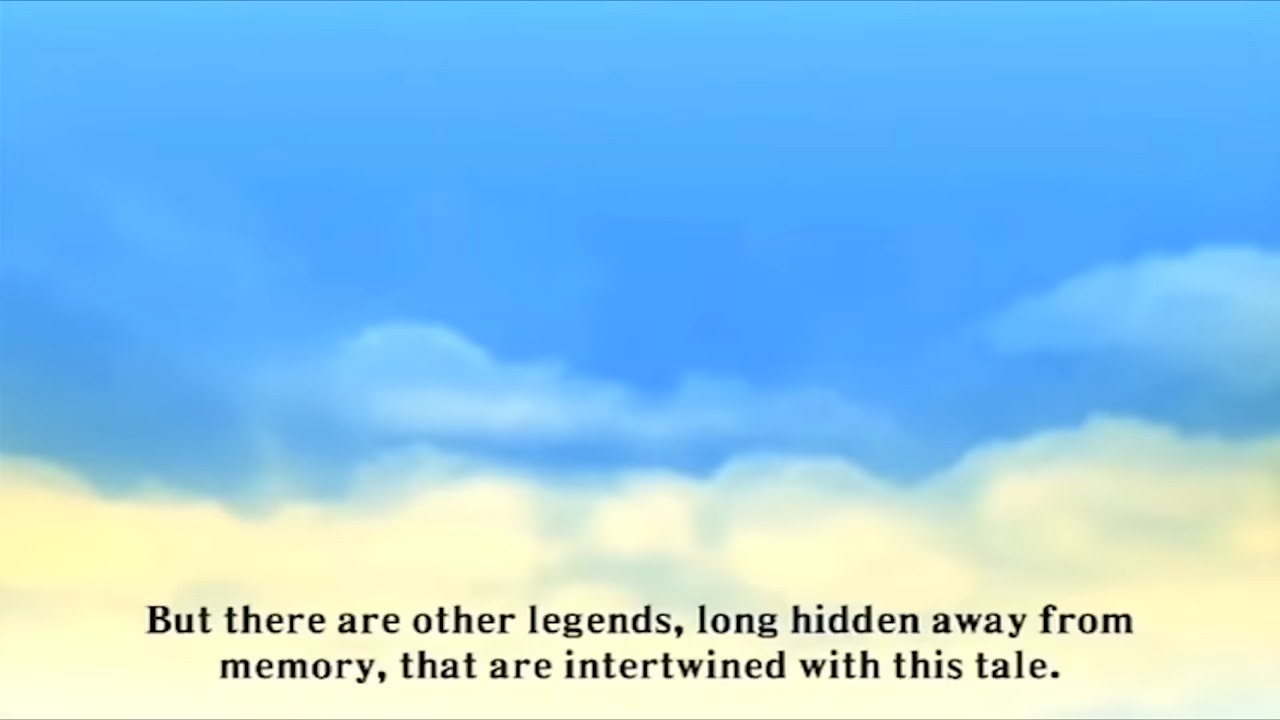 But there are other legends, long hidden away from
memory, that are intertwined with this tale.